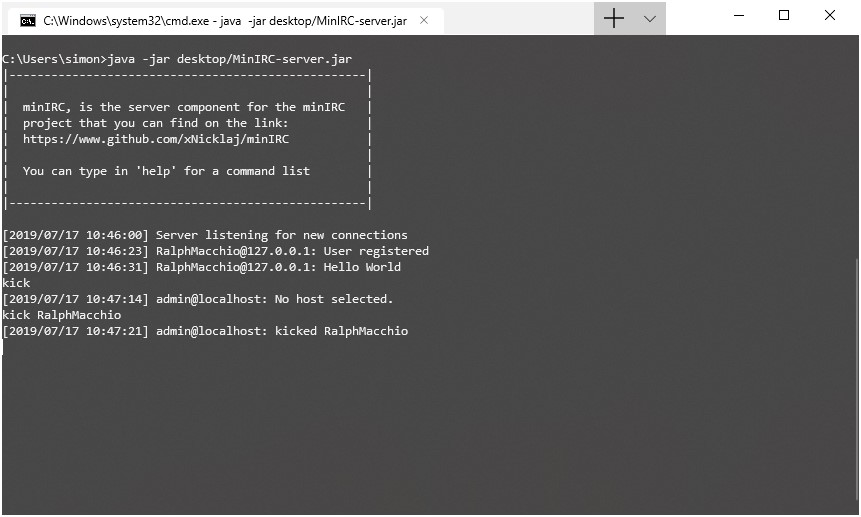 C:\Windows\system32\cmd.exe - java  -jar desktop/MinIRC-server.jar
C:\Users\simon>java -jar desktop/MinIRC-server.jar
|---------------------------------------------------|
|                                                   |
|  minIRC, is the server component for the minIRC   |
|  project that you can find on the link:           |
|  https://www.github.com/xNicklaj/minIRC           |
|                                                   |
|  You can type in 'help' for a command list        |
|                                                   |
|---------------------------------------------------|
[2019/07/17 10:46:00] Server listening for new connections
[2019/07/17 10:46:23] RalphMacchio@127.0.0.1: User registered
[2019/07/17 10:46:31] RalphMacchio@127.0.0.1: Hello World
kick
[2019/07/17 10:47:14] admin@localhost: No host selected.
kick RalphMacchio
[2019/07/17 10:47:21] admin@localhost: kicked RalphMacchio